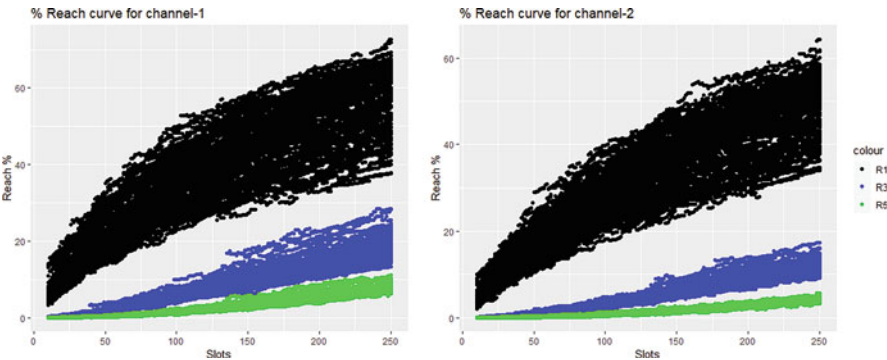 % Reach curve for channel-1
Reach %
60
40
20
0
0 50 100 150 200 250
Slots
% Reach curve for channel-2
Reach %
60
40
20
0
0 50 100 150 200 250
Slots
colour
R1
R3
R5